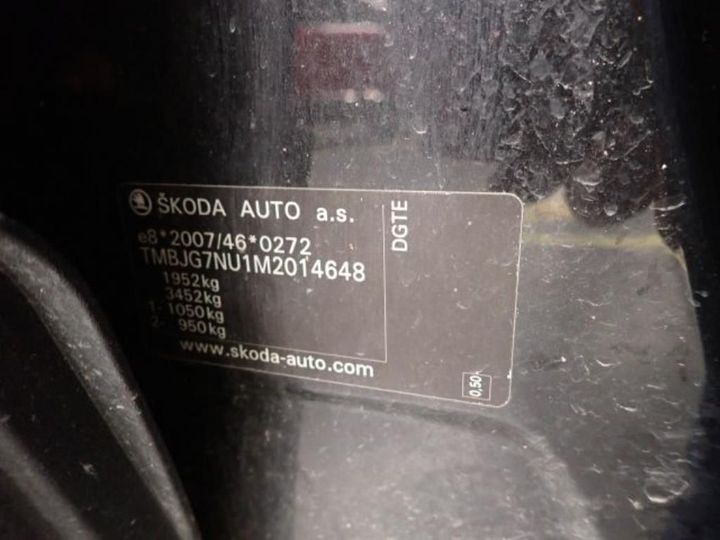 ŠKODA AUTO a.s.
e8*2007/46*0272
TMBJG7NU1M2014648
1952kg
3452kg
1- 1050kg
2- 950kg
www.skoda-auto.com
DGTE
0,50